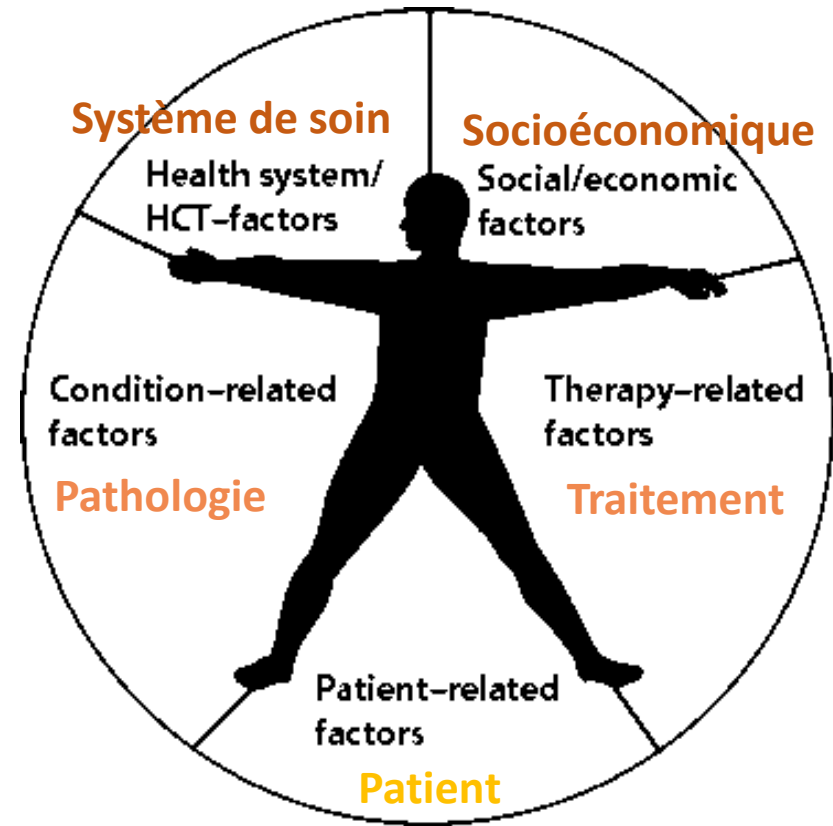 Système de soin
Health system/
HCT–factors
Socioéconomique
Social/economic
factors
Condition–related
factors
Pathologie
Therapy–related
factors
Traitement
Patient–related
factors
Patient